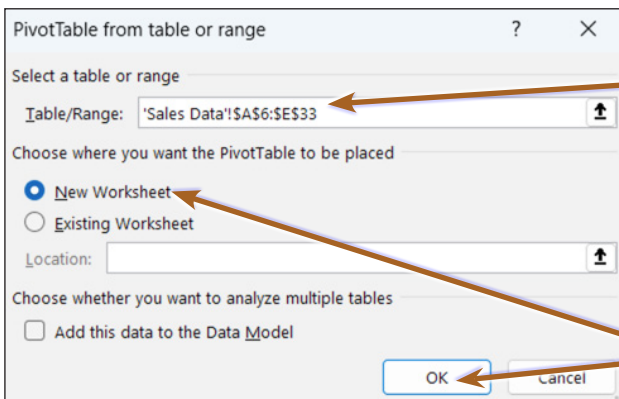 PivotTable from table or range ? ×
Select a table or range
Table/Range: 'Sales Data'!$A$6:$E$33
Choose where you want the PivotTable to be placed
New Worksheet
Existing Worksheet
Location:
Choose whether you want to analyze multiple tables
Add this data to the Data Model
OK Cancel